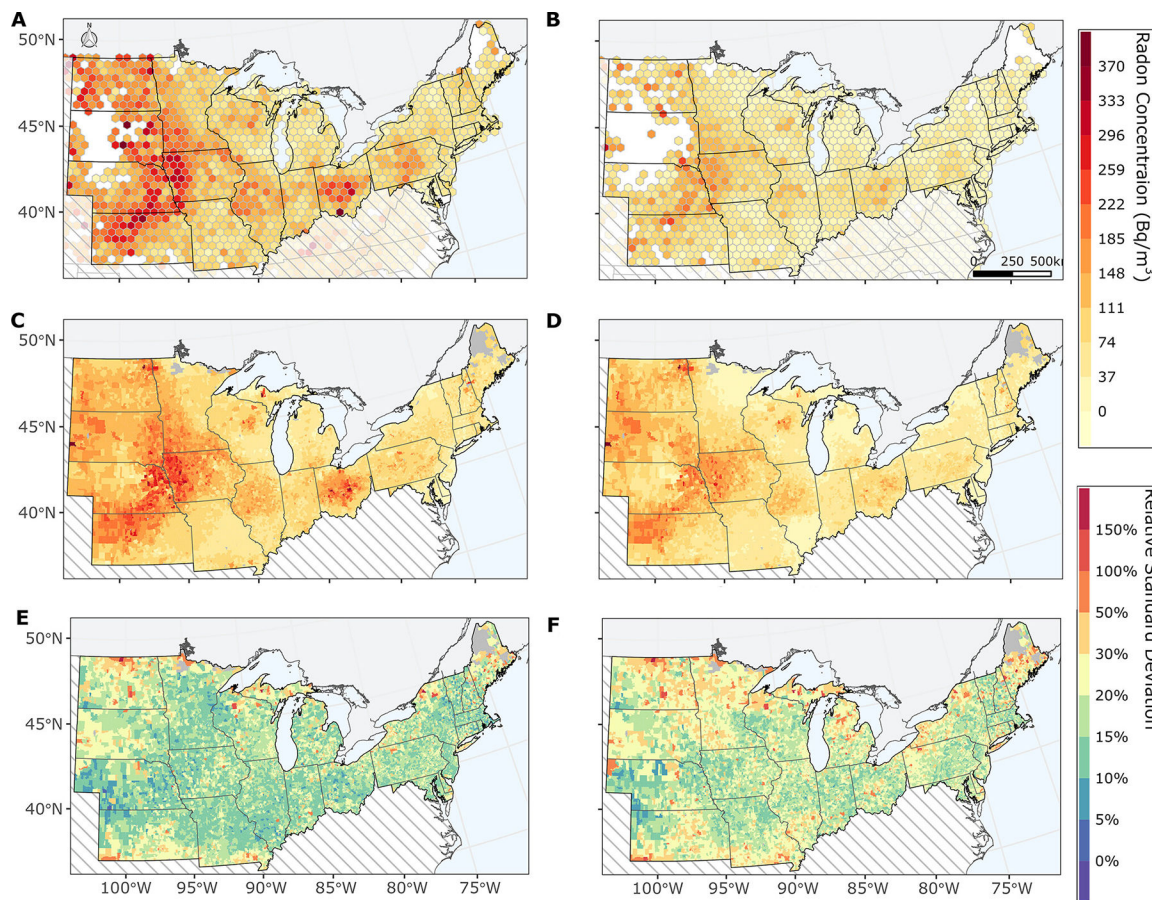 A
B
N
50°N
45°N
40°N
0
250
500k
370
333
296
259
222
185
148
111
74
37
0
Radon Concentraion (Bq/m³)
C
D
50°N
45°N
40°N
E
F
50°N
45°N
40°N
100°W
95°W
90°W
85°W
80°W
75°W
100°W
95°W
90°W
85°W
80°W
75°W
150%
100%
50%
30%
20%
15%
10%
5%
0%
Relative Standard Deviation